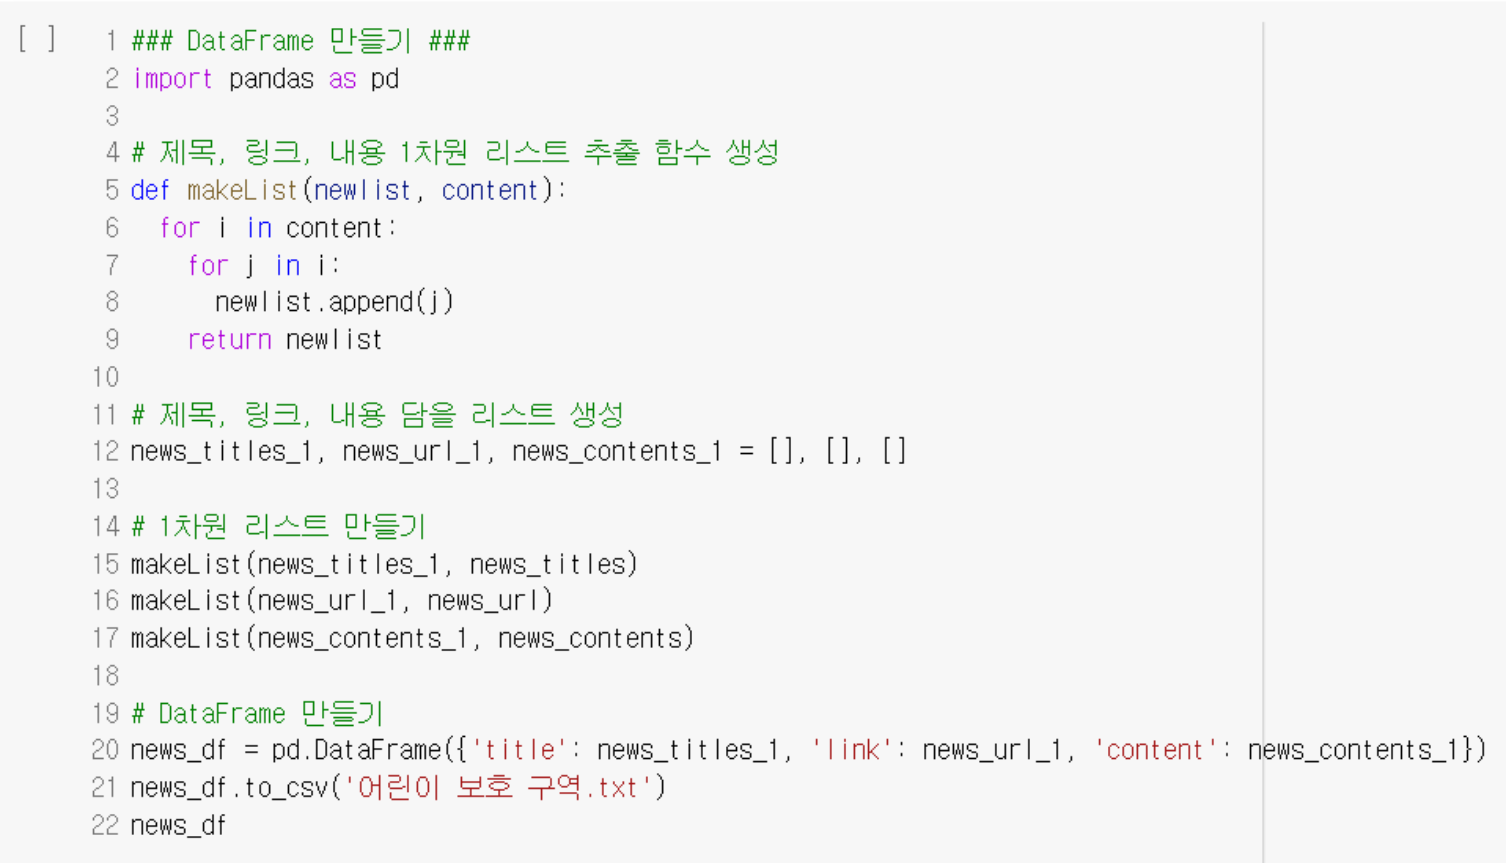 [ ] 1 ### DataFrame 만들기 ###
2 import pandas as pd
3
4 # 제목, 링크, 내용 1차원 리스트 추출 함수 생성
5 def makeList(newlist, content):
6   for i in content:
7     for j in i:
8       newlist.append(j)
9     return newlist
10
11 # 제목, 링크, 내용 담을 리스트 생성
12 news_titles_1, news_url_1, news_contents_1 = [], [], []
13
14 # 1차원 리스트 만들기
15 makeList(news_titles_1, news_titles)
16 makeList(news_url_1, news_url)
17 makeList(news_contents_1, news_contents)
18
19 # DataFrame 만들기
20 news_df = pd.DataFrame({'title': news_titles_1, 'link': news_url_1, 'content': news_contents_1})
21 news_df.to_csv('어린이 보호 구역.txt')
22 news_df